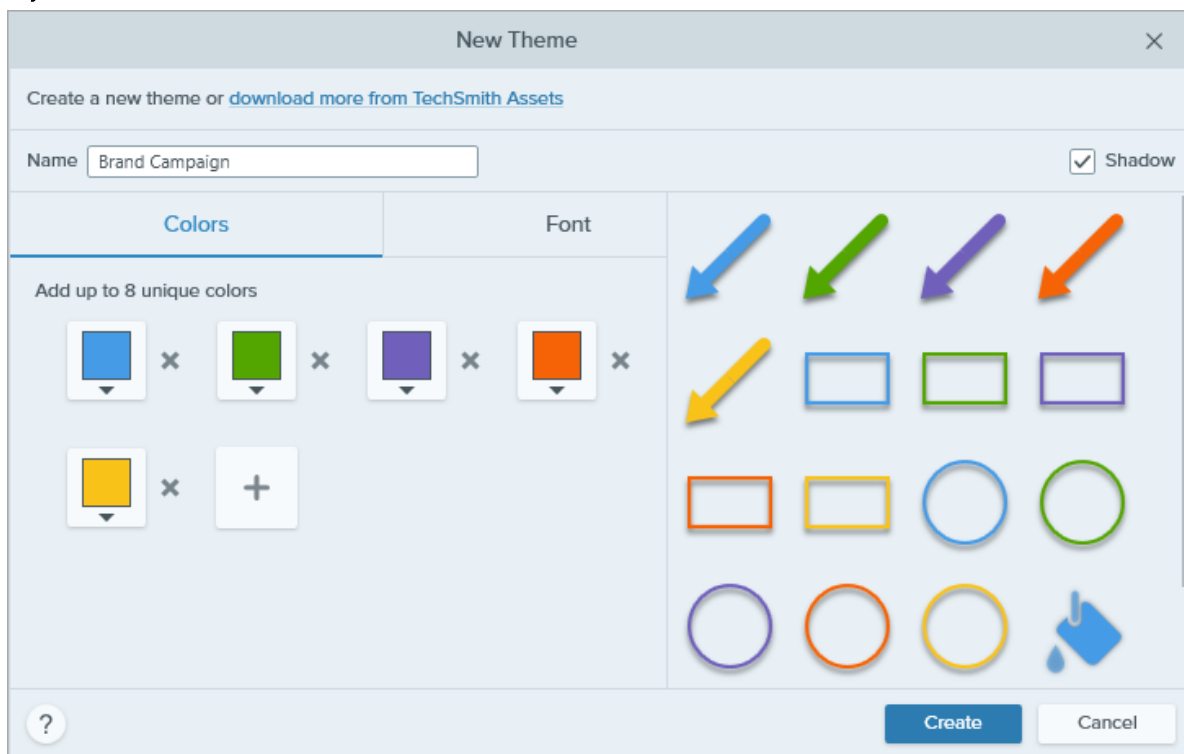 New Theme
Create a new theme or download more from TechSmith Assets
Name Brand Campaign Shadow
Colors Font
Add up to 8 unique colors
? Create Cancel